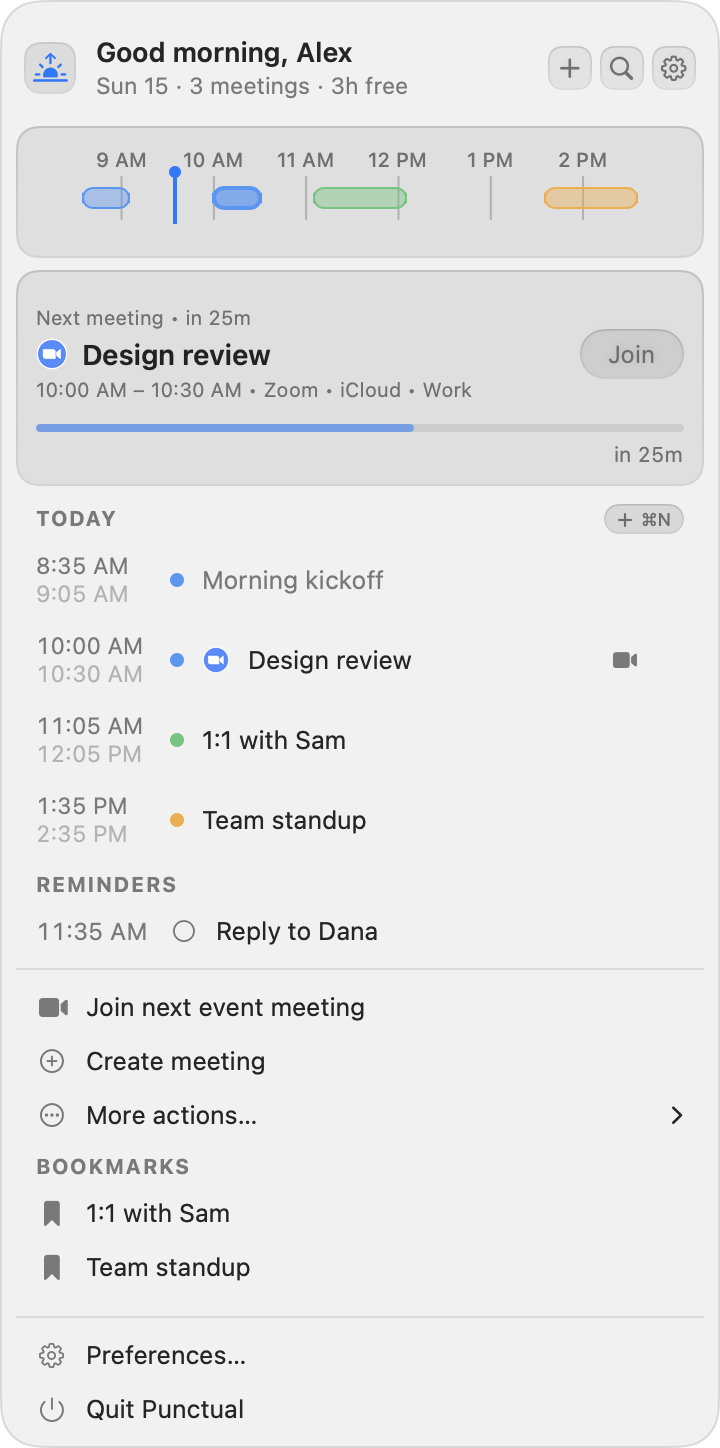 Good morning, Alex
Sun 15 · 3 meetings · 3h free
9 AM 10 AM 11 AM 12 PM 1 PM 2 PM
Next meeting • in 25m
Design review
Join
10:00 AM – 10:30 AM • Zoom • iCloud • Work
in 25m
TODAY
+ ⌘N
8:35 AM
9:05 AM
Morning kickoff
10:00 AM
10:30 AM
Design review
11:05 AM
12:05 PM
1:1 with Sam
1:35 PM
2:35 PM
Team standup
REMINDERS
11:35 AM Reply to Dana
Join next event meeting
Create meeting
More actions...
BOOKMARKS
1:1 with Sam
Team standup
Preferences...
Quit Punctual